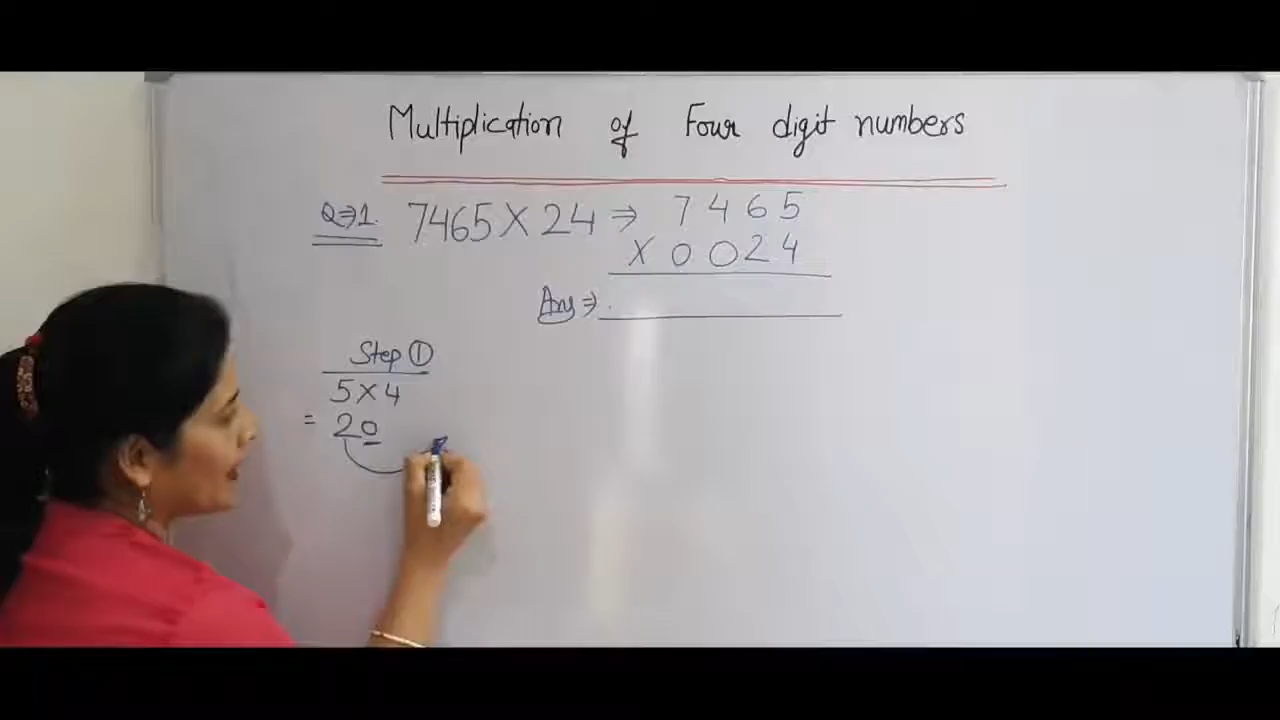 Multiplication of Four digit numbers
Q⇒1. 7465 X 24 ⇒ 7 4 6 5
X 0 0 2 4
Ans ⇒ .
Step ①
5 X 4
= 20